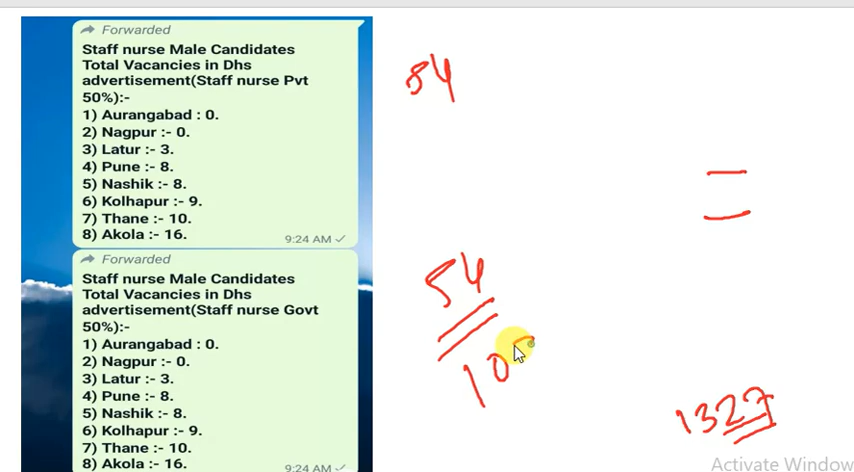 Forwarded
Staff nurse Male Candidates
Total Vacancies in Dhs
advertisement(Staff nurse Pvt
50%):-
1) Aurangabad : 0.
2) Nagpur :- 0.
3) Latur :- 3.
4) Pune :- 8.
5) Nashik :- 8.
6) Kolhapur :- 9.
7) Thane :- 10.
8) Akola :- 16.
9:24 AM
Forwarded
Staff nurse Male Candidates
Total Vacancies in Dhs
advertisement(Staff nurse Govt
50%):-
1) Aurangabad : 0.
2) Nagpur :- 0.
3) Latur :- 3.
4) Pune :- 8.
5) Nashik :- 8.
6) Kolhapur :- 9.
7) Thane :- 10.
8) Akola :- 16.
9:24 AM
54
=
54
1327
Activate Window